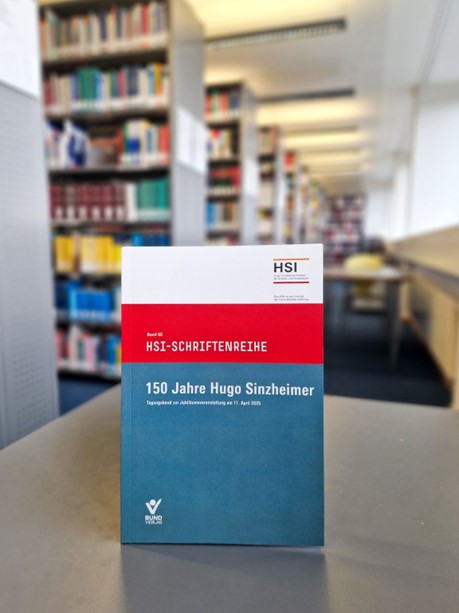 HSI
Band 60
HSI-SCHRIFTENREIHE
150 Jahre Hugo Sinzheimer
Tagungsband zur Jubiläumsveranstaltung am 11. April 2025
BUND
VERLAG